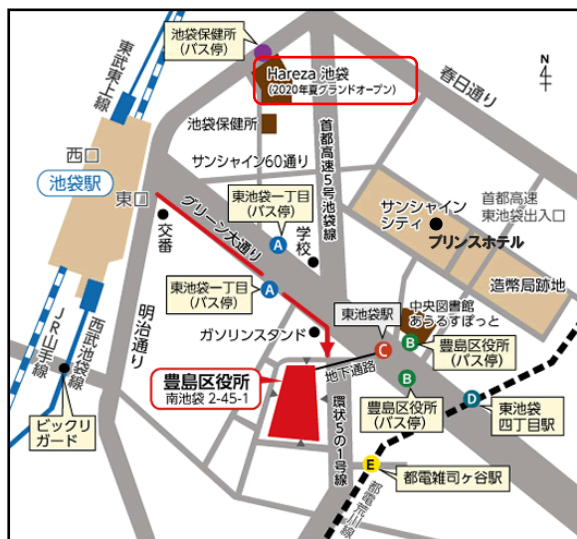 池袋保健所
(バス停)
Hareza 池袋
(2020年夏グランドオープン)
N
4
春日通り
東武東上線
池袋保健所
首都高速5号池袋線
西口
サンシャイン60通り
池袋駅
東口
東池袋一丁目
(バス停)
グリーン大通り
サンシャイン
シティ
プリンスホテル
首都高速
東池袋出入口
交番
A
学校
東池袋一丁目
(バス停)
A
造幣局跡地
明治通り
ガソリンスタンド
東池袋駅
中央図書館
あうるすぽっと
JR山手線
西武池袋線
C
B
豊島区役所
(バス停)
豊島区役所
南池袋 2-45-1
地下通路
B
環状5の1号線
豊島区役所
(バス停)
D
東池袋
四丁目駅
ビックリ
ガード
E
都電雑司ヶ谷駅
都電荒川線